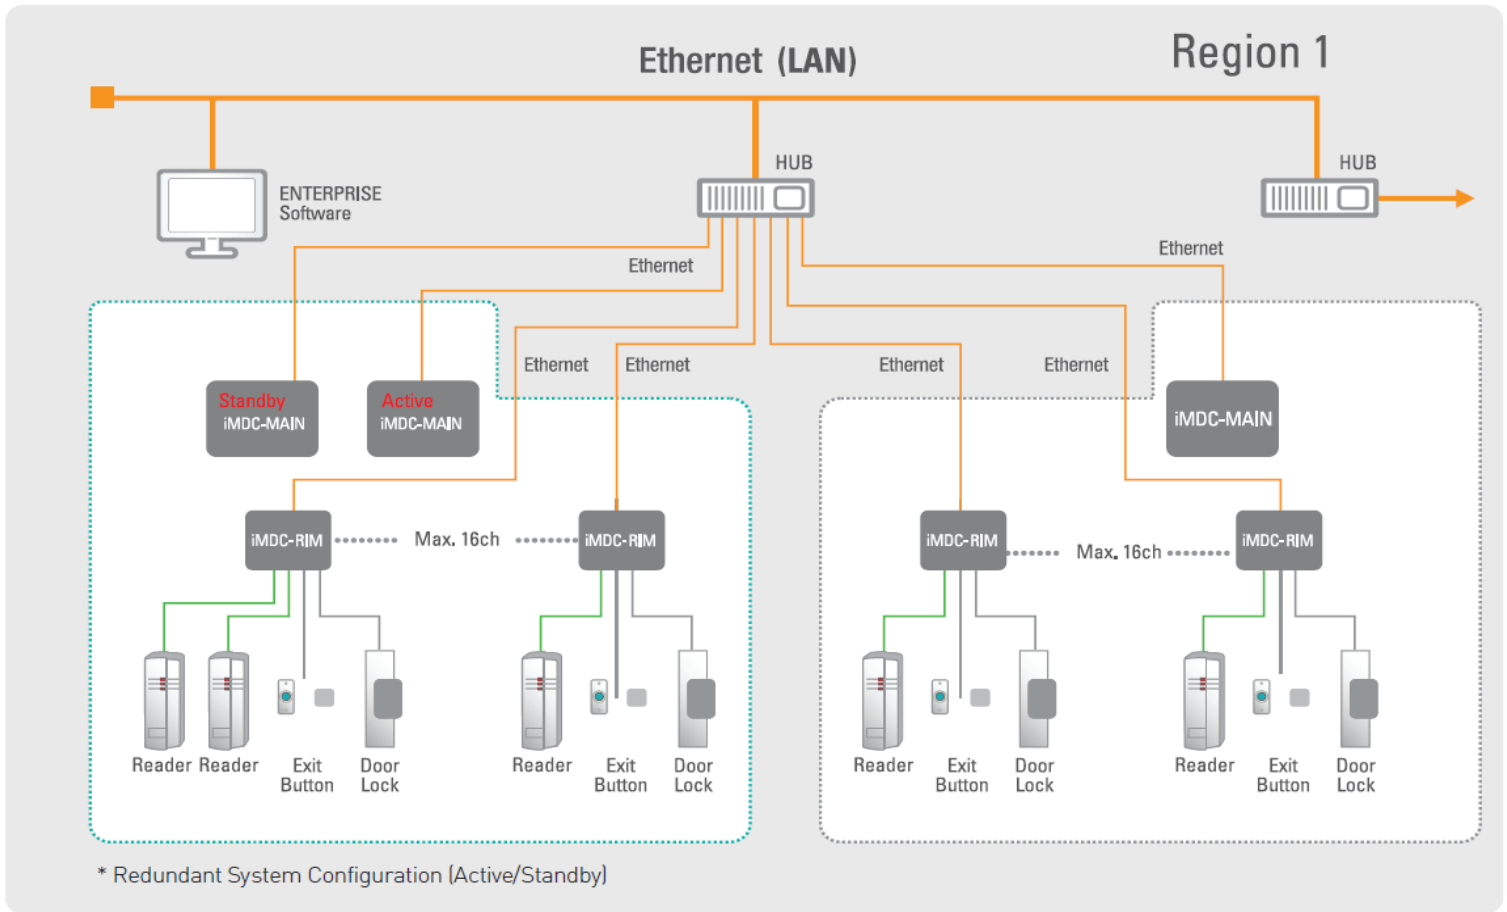 Ethernet (LAN)
Region 1
HUB
HUB
ENTERPRISE
Software
Ethernet
Ethernet
Ethernet
Ethernet
Ethernet
Ethernet
Standby
iMDC-MAIN
Active
iMDC-MAIN
iMDC-MAIN
iMDC-RIM
Max. 16ch
iMDC-RIM
iMDC-RIM
Max. 16ch
iMDC-RIM
Reader
Reader
Exit
Button
Door
Lock
Reader
Exit
Button
Door
Lock
Reader
Exit
Button
Door
Lock
Reader
Exit
Button
Door
Lock
* Redundant System Configuration (Active/Standby)